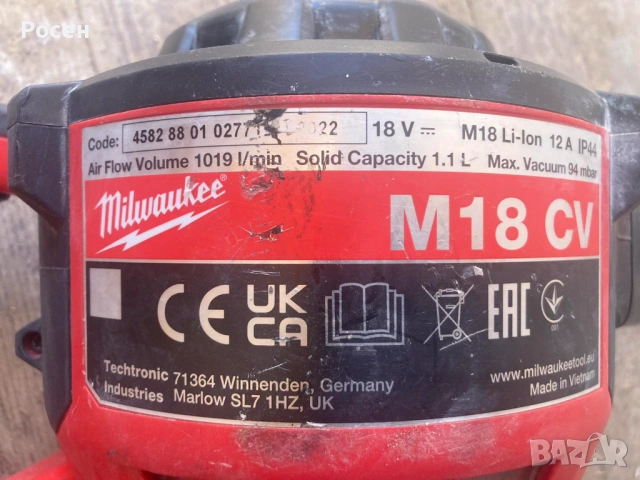 Росен
Code: 4582 88 01 18 V M18 Li-Ion 12 A IP44
Air Flow Volume 1019 l/min Solid Capacity 1.1 L Max. Vacuum 94 mbar
Milwaukee
M18 CV
CE UK CA EAC
Techtronic Industries
71364 Winnenden, Germany
Marlow SL7 1HZ, UK
www.milwaukeetool.eu
Made in Vietnam
BAZAR